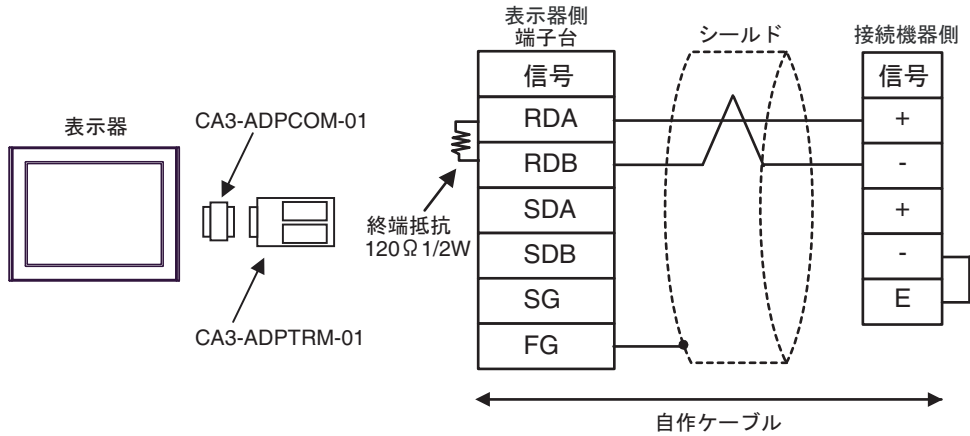 表示器
CA3-ADPCOM-01
CA3-ADPTRM-01
終端抵抗
120Ω 1/2W
表示器側
端子台
信号
RDA
RDB
SDA
SDB
SG
FG
シールド
接続機器側
信号
+
-
+
-
E
自作ケーブル